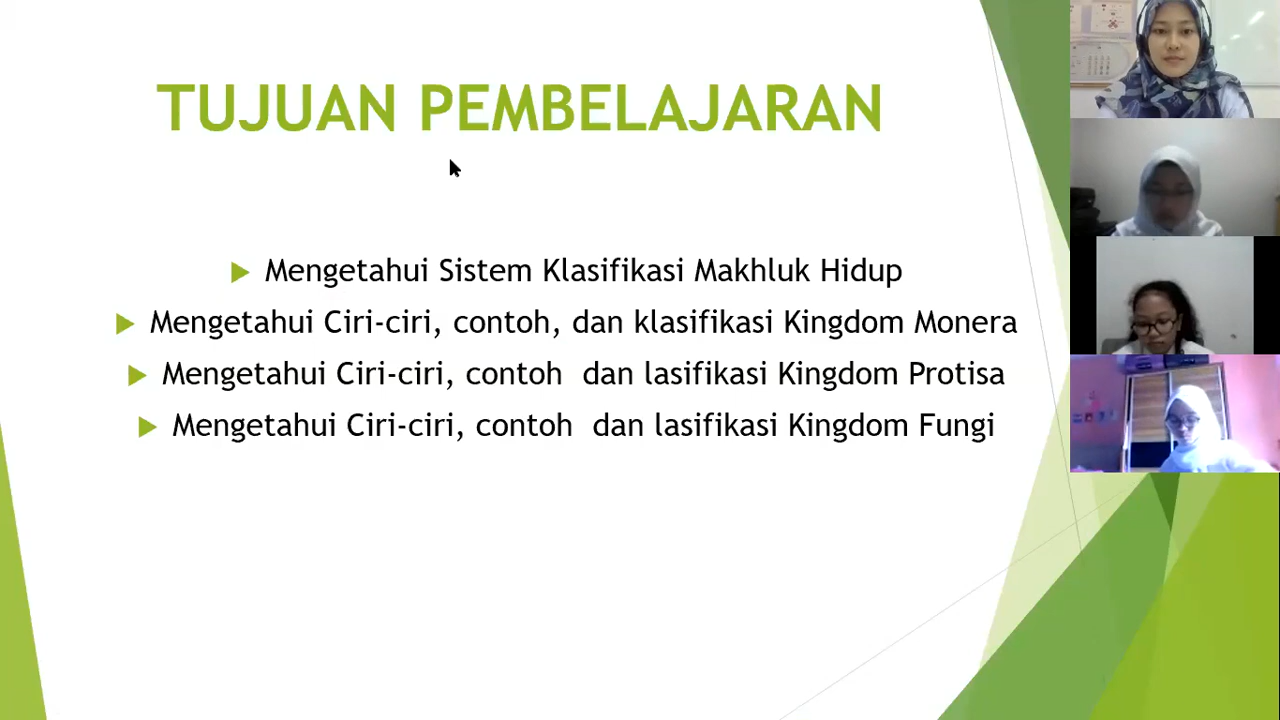 TUJUAN PEMBELAJARAN
Mengetahui Sistem Klasifikasi Makhluk Hidup
Mengetahui Ciri-ciri, contoh, dan klasifikasi Kingdom Monera
Mengetahui Ciri-ciri, contoh  dan lasifikasi Kingdom Protisa
Mengetahui Ciri-ciri, contoh  dan lasifikasi Kingdom Fungi